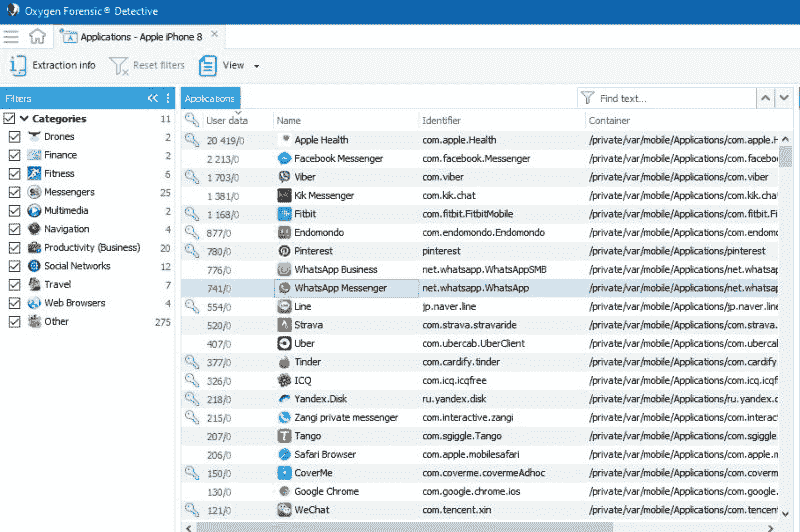 Oxygen Forensic® Detective
Applications - Apple iPhone 8
Extraction info Reset filters View
Filters
Categories 11
Drones 2
Finance 2
Fitness 6
Messengers 25
Multimedia 2
Navigation 4
Productivity (Business) 20
Social Networks 12
Travel 7
Web Browsers 4
Other 275
Applications Find text...
User data Name Identifier Container
20 419/0 Apple Health com.apple.Health /private/var/mobile/Applications/com.apple.H
2 213/0 Facebook Messenger com.facebook.Messenger /private/var/mobile/Applications/com.faceboo
1 703/0 Viber com.viber /private/var/mobile/Applications/com.viber
1 381/0 Kik Messenger com.kik.chat /private/var/mobile/Applications/com.kik.chat
1 168/0 Fitbit com.fitbit.FitbitMobile /private/var/mobile/Applications/com.fitbit.Fi
877/0 Endomondo com.endomondo.Endomondo /private/var/mobile/Applications/com.endomo
780/0 Pinterest pinterest /private/var/mobile/Applications/pinterest
776/0 WhatsApp Business net.whatsapp.WhatsAppSMB /private/var/mobile/Applications/net.whatsap
741/0 WhatsApp Messenger net.whatsapp.WhatsApp /private/var/mobile/Applications/net.whatsap
554/0 Line jp.naver.line /private/var/mobile/Applications/jp.naver.line
520/0 Strava com.strava.stravaride /private/var/mobile/Applications/com.strava.
407/0 Uber com.ubercab.UberClient /private/var/mobile/Applications/com.ubercab
377/0 Tinder com.cardify.tinder /private/var/mobile/Applications/com.cardify
326/0 ICQ com.icq.icqfree /private/var/mobile/Applications/com.icq.icqf
218/0 Yandex.Disk ru.yandex.disk /private/var/mobile/Applications/ru.yandex.d
215/0 Zangi private messenger com.interactive.zangi /private/var/mobile/Applications/com.interact
207/0 Tango com.sgiggle.Tango /private/var/mobile/Applications/com.sgiggle.
206/0 Safari Browser com.apple.mobilesafari /private/var/mobile/Applications/com.apple.m
150/0 CoverMe com.coverme.covermeAdhoc /private/var/mobile/Applications/com.coverme
130/0 Google Chrome com.google.chrome.ios /private/var/mobile/Applications/com.google.
121/0 WeChat com.tencent.xin /private/var/mobile/Applications/com.tencent